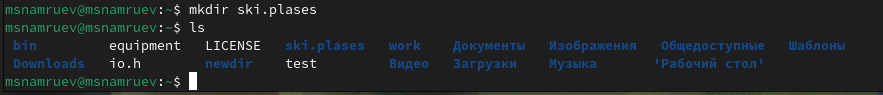 msnamruev@msnamruev:~$ mkdir ski.plases
msnamruev@msnamruev:~$ ls
bin equipment LICENSE ski.plases work Документы Изображения Общедоступные Шаблоны
Downloads io.h newdir test Видео Загрузки Музыка 'Рабочий стол'
msnamruev@msnamruev:~$